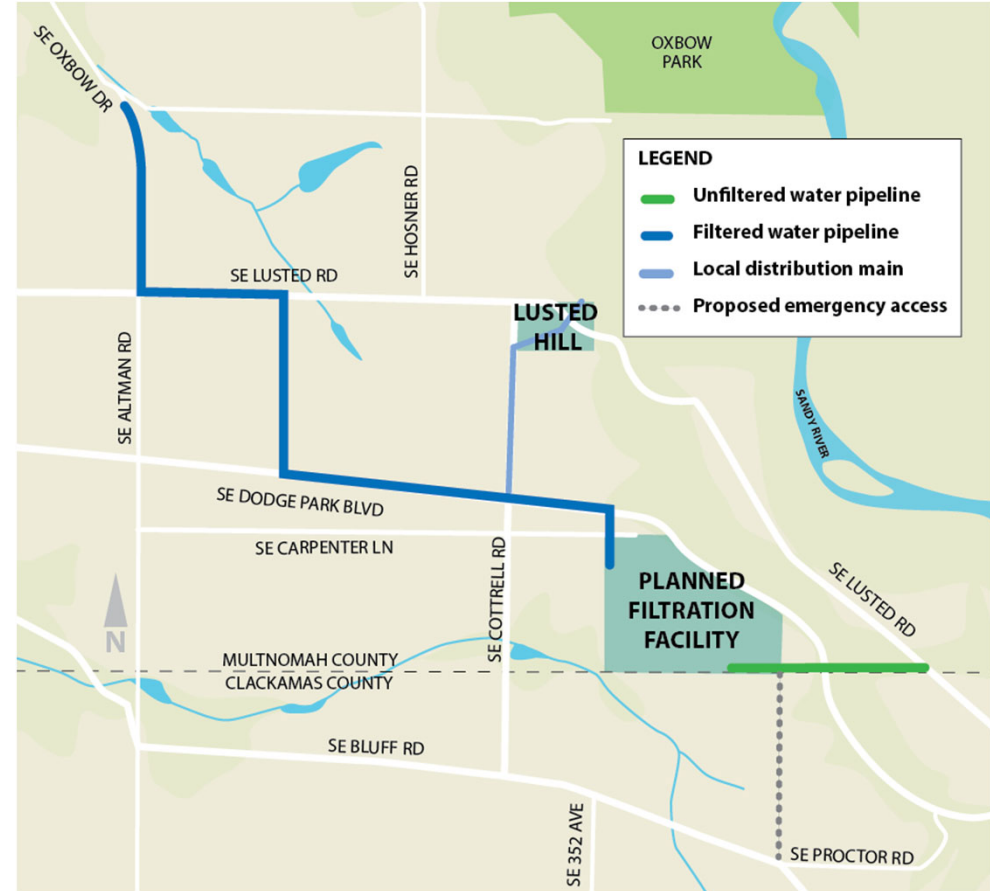 SE OXBOW DR
OXBOW
PARK
LEGEND
Unfiltered water pipeline
Filtered water pipeline
Local distribution main
Proposed emergency access
SE HOSNER RD
SE LUSTED RD
LUSTED
HILL
SE ALTMAN RD
SANDY RIVER
SE DODGE PARK BLVD
SE CARPENTER LN
SE COTTRELL RD
PLANNED
FILTRATION
FACILITY
SE LUSTED RD
N
MULTNOMAH COUNTY
CLACKAMAS COUNTY
SE BLUFF RD
SE 352 AVE
SE PROCTOR RD